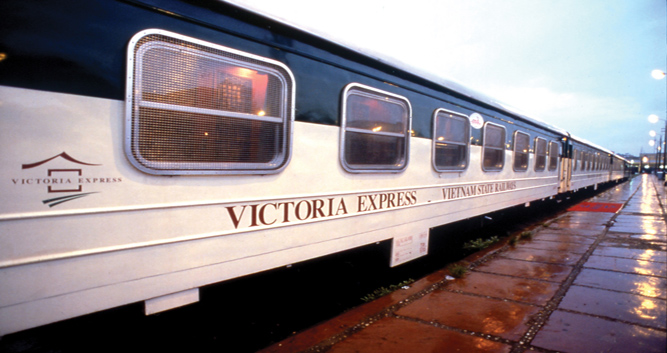 VICTORIA EXPRESS
VICTORIA EXPRESS - VIETNAM STATE RAILWAYS